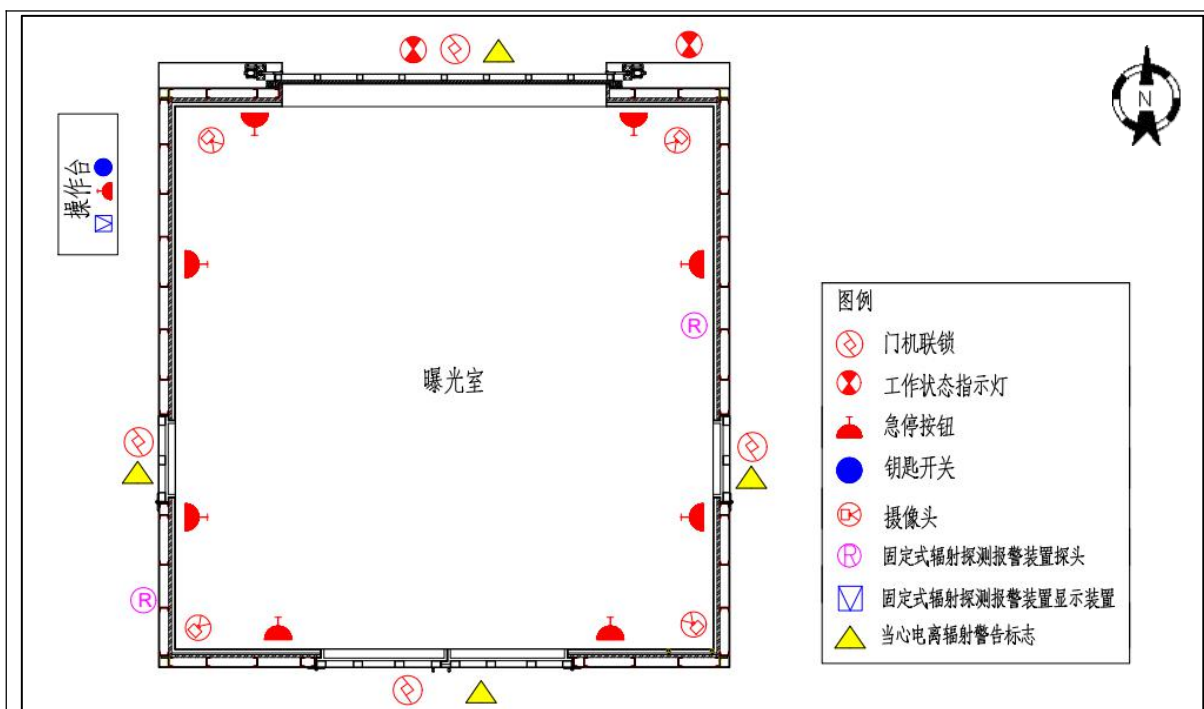 N
操作台
R
曝光室
R
图例
门机联锁
工作状态指示灯
急停按钮
钥匙开关
摄像头
R
固定式辐射探测报警装置探头
固定式辐射探测报警装置显示装置
当心电离辐射警告标志